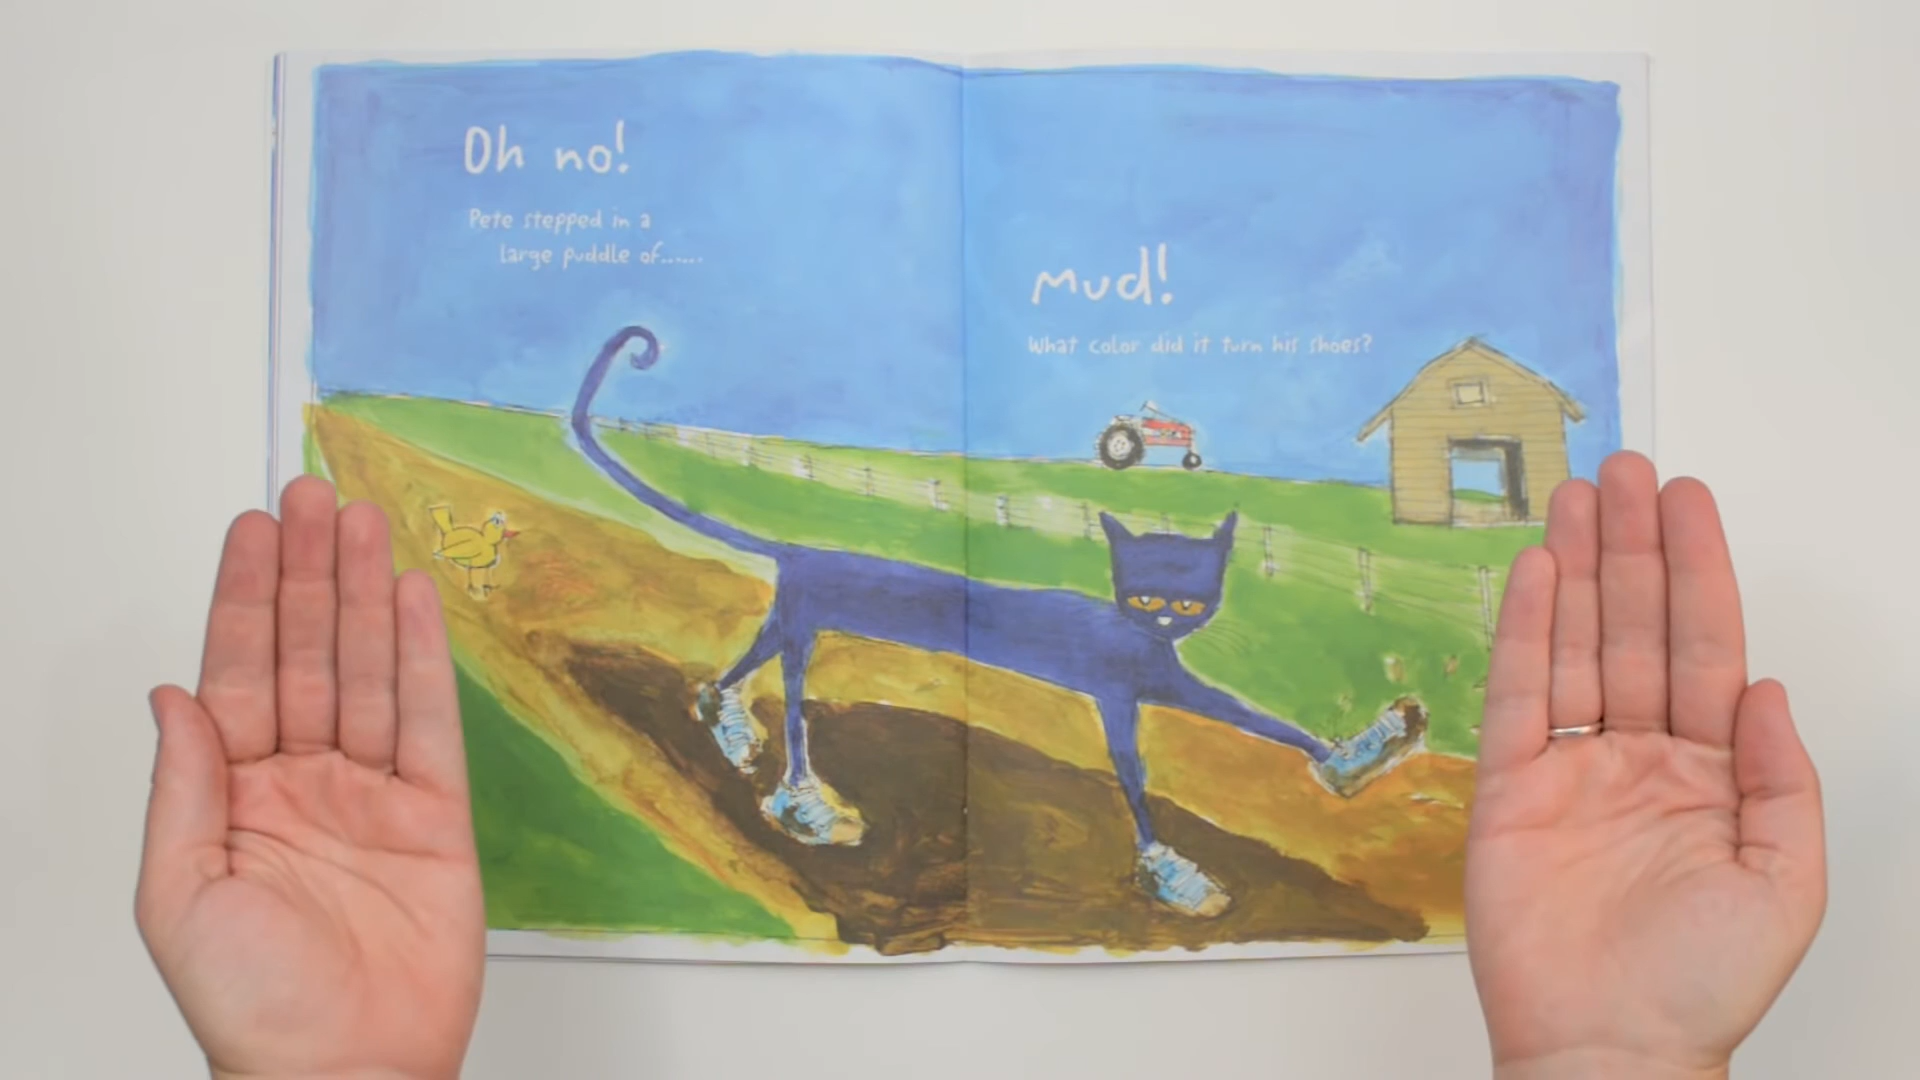 Oh no!
Pete stepped in a
large puddle of......
Mud!
What color did it turn his shoes?